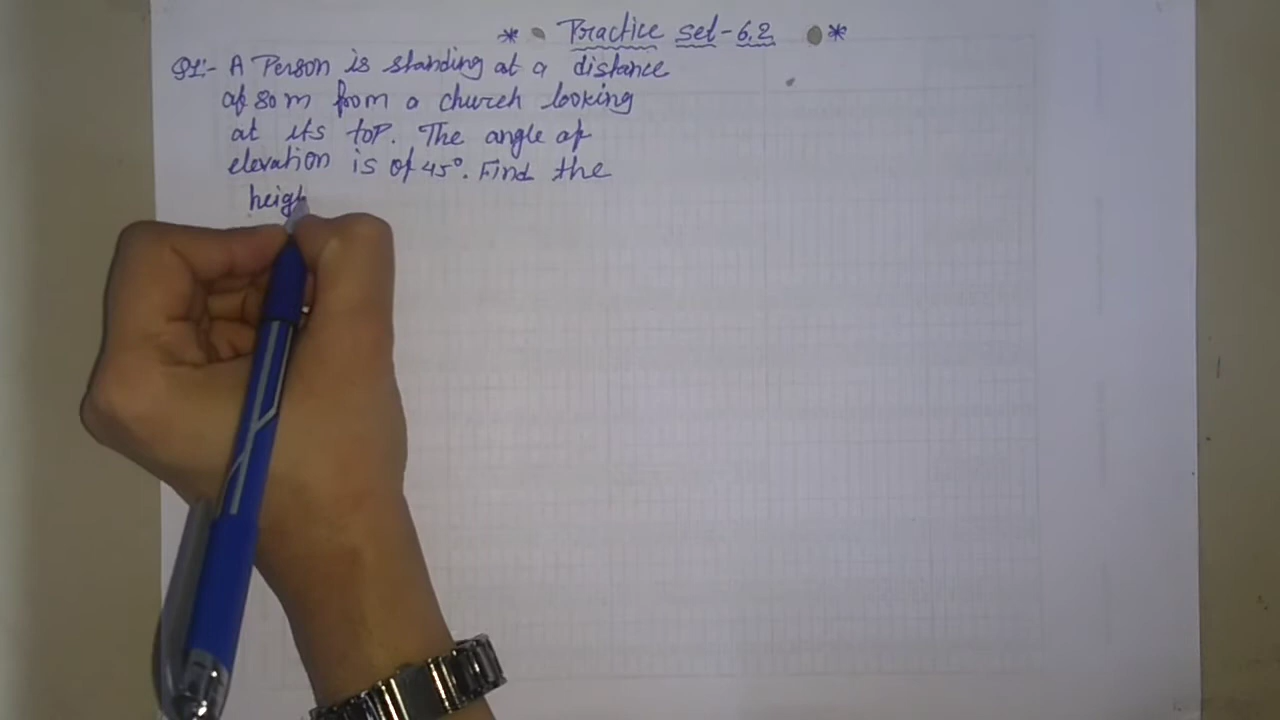 * Practice set-6.2 *
Q1:- A Person is standing at a distance
of 80 m from a church looking
at its top. The angle of
elevation is of 45°. Find the
heigh